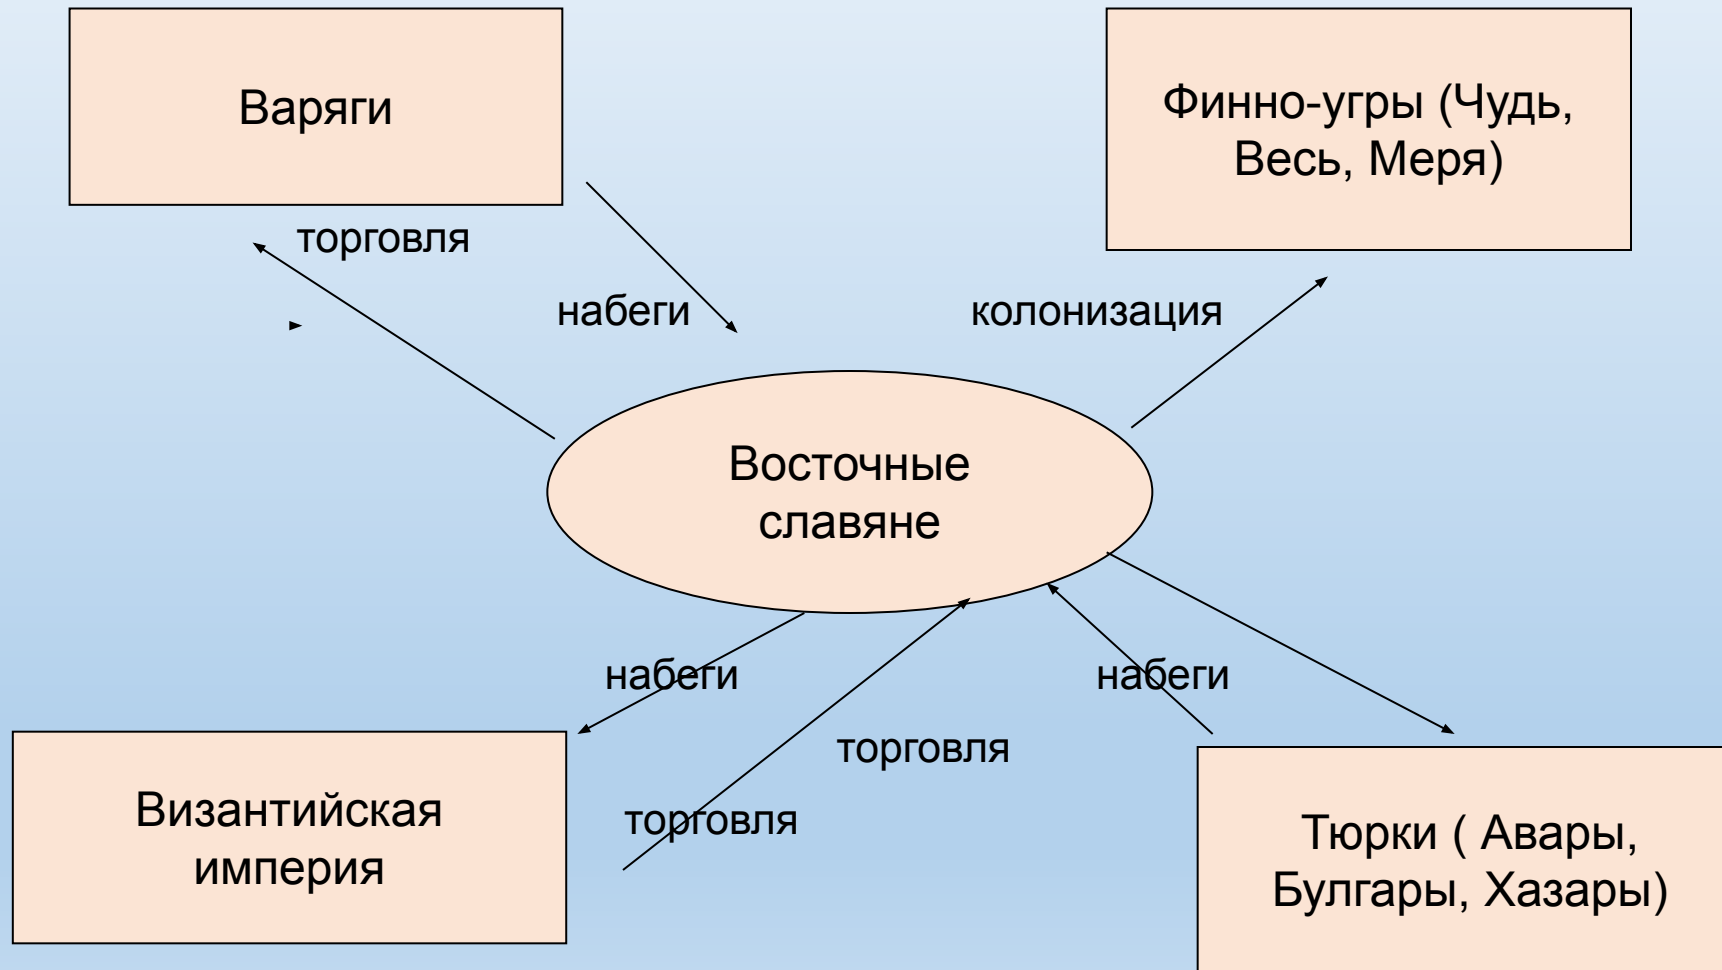 Варяги
Финно-угры (Чудь,
Весь, Меря)
торговля
набеги
колонизация
Восточные
славяне
набеги
набеги
торговля
торговля
Византийская
империя
Тюрки ( Авары,
Булгары, Хазары)